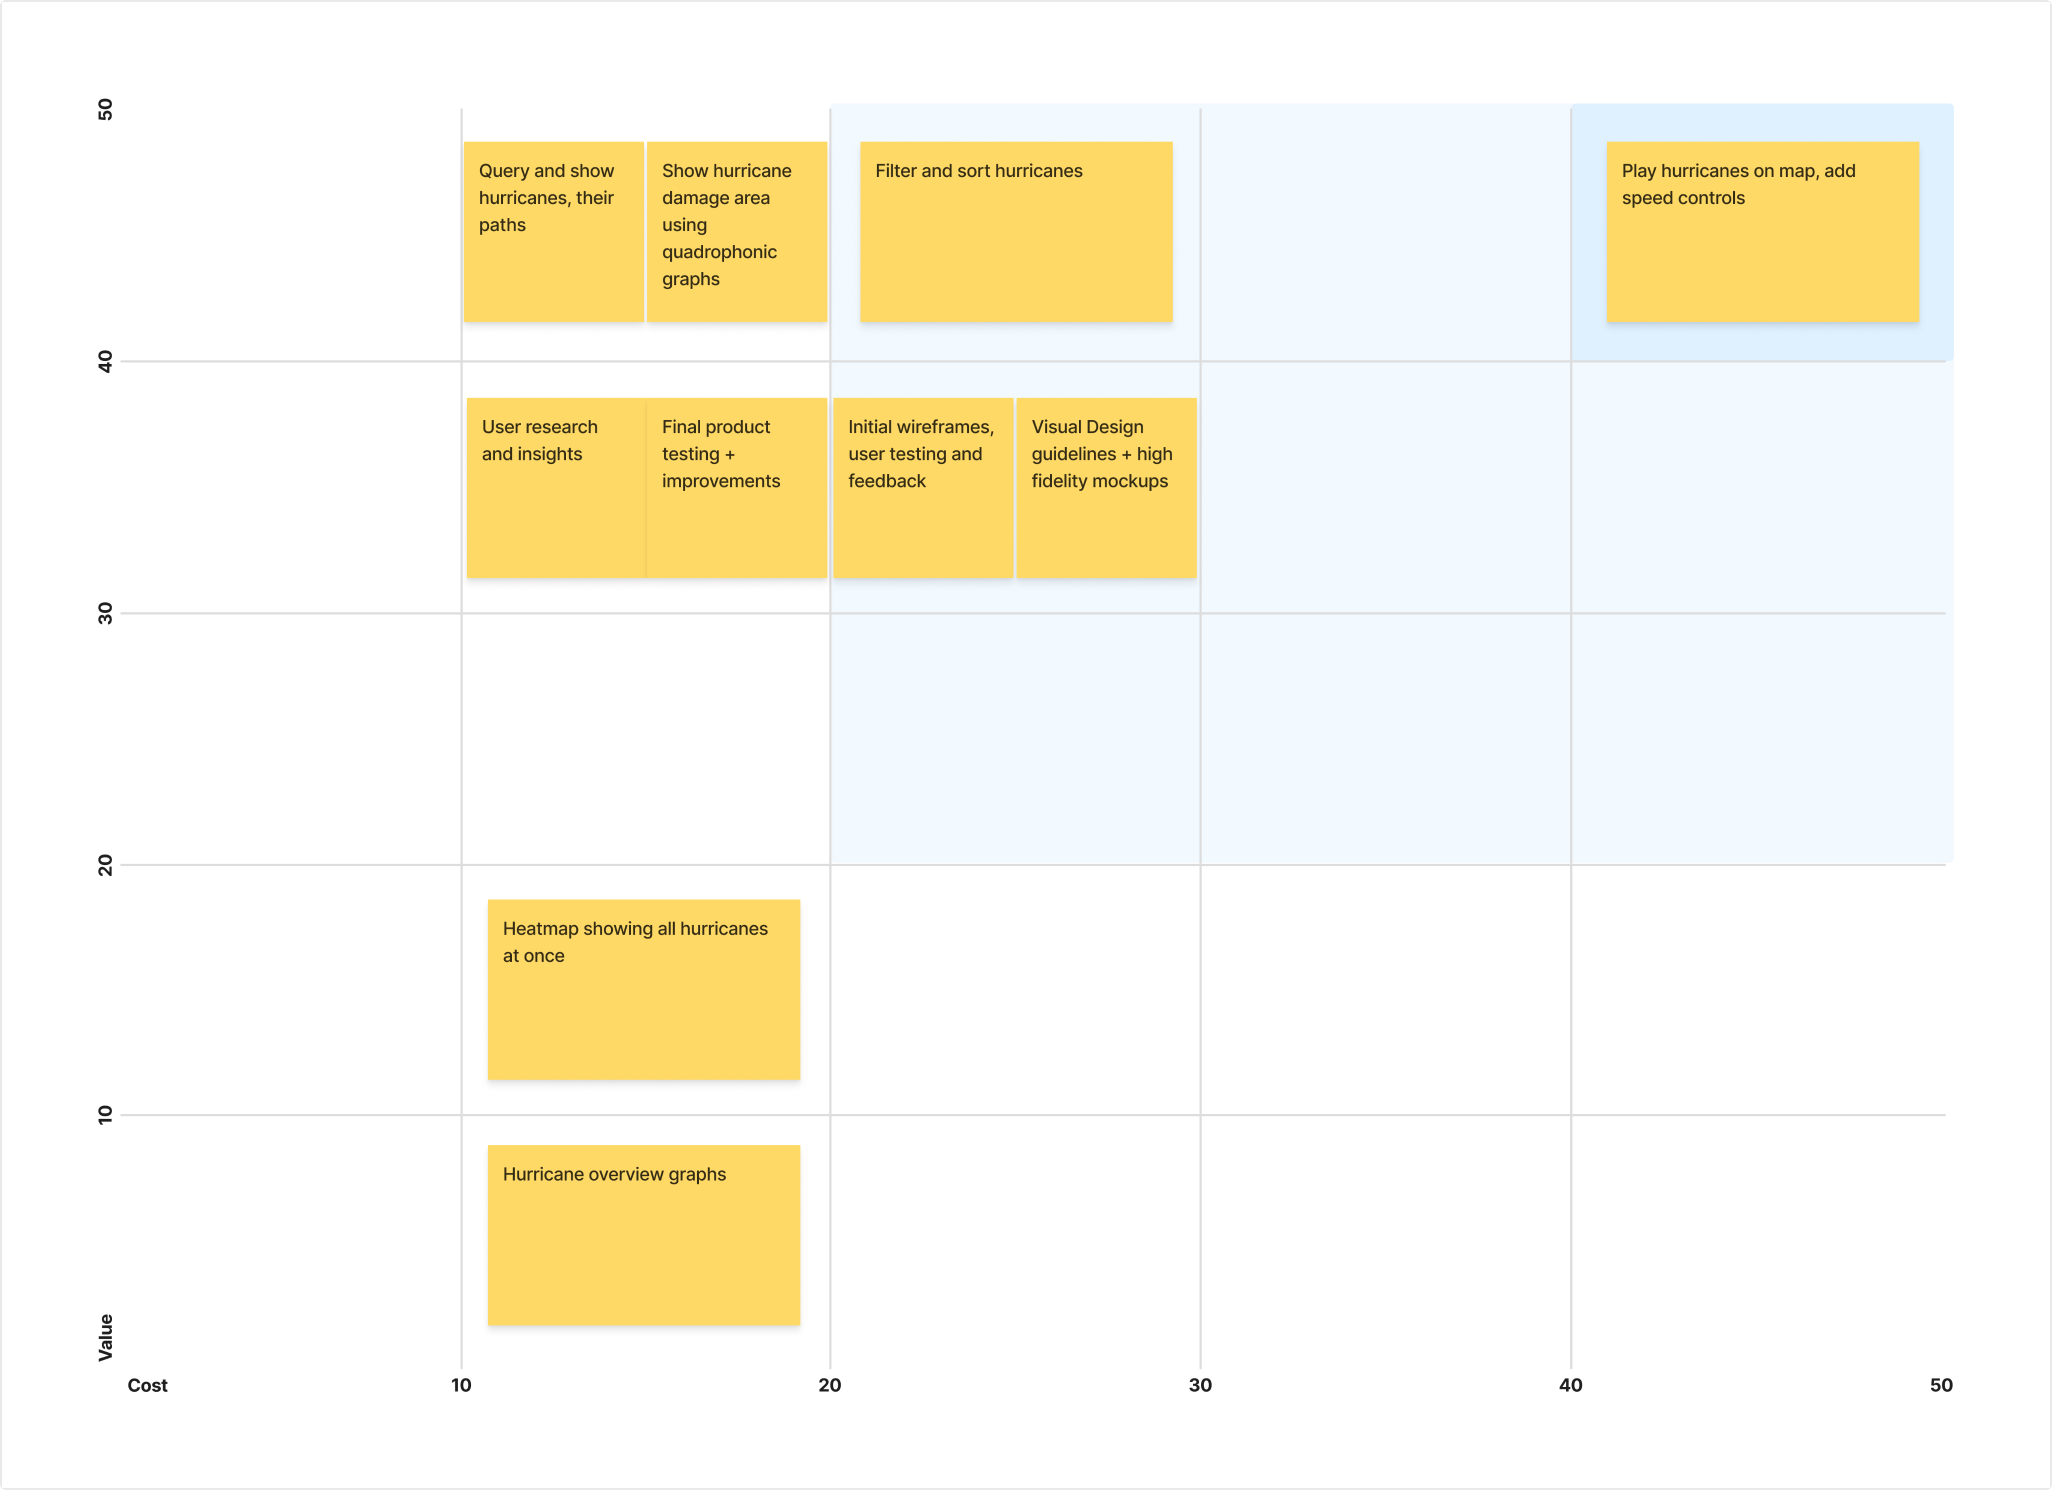 50
Query and show
hurricanes, their
paths
Show hurricane
damage area
using
quadrophonic
graphs
Filter and sort hurricanes
Play hurricanes on map, add
speed controls
40
User research
and insights
Final product
testing +
improvements
Initial wireframes,
user testing and
feedback
Visual Design
guidelines + high
fidelity mockups
30
20
Heatmap showing all hurricanes
at once
10
Hurricane overview graphs
Value
Cost
10
20
30
40
50